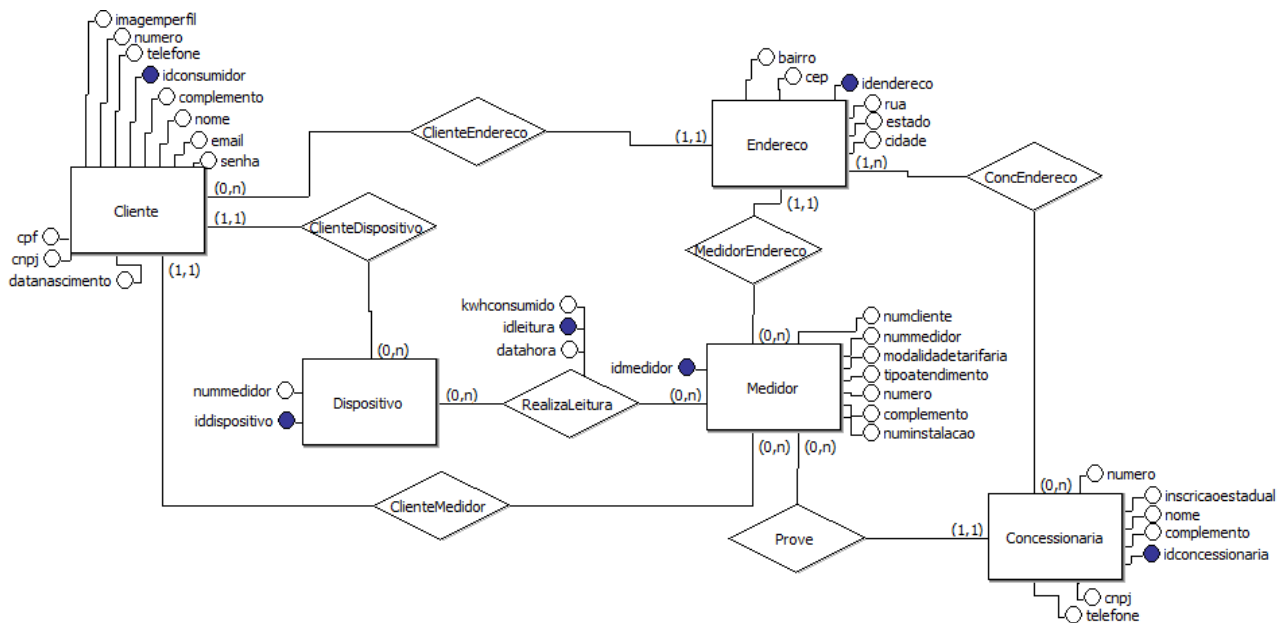 imagemperfil
numero
telefone
idconsumidor
complemento
nome
email
senha
Cliente
(0,n)
(1,1)
cpf
cnpj
datanascimento
(1,1)
ClienteEndereco
(1,1)
bairro
cep
idendereco
rua
estado
cidade
Endereco
(1,n)
(1,1)
ConcEndereco
ClienteDispositivo
MedidorEndereco
(0,n)
nummedidor
iddispositivo
Dispositivo
(0,n)
kwhconsumido
idleitura
datahora
RealizaLeitura
(0,n)
(0,n)
idmedidor
Medidor
numcliente
nummedidor
modalidadetarifaria
tipoatendimento
numero
complemento
numinstalacao
(0,n)
(0,n)
ClienteMedidor
Prove
(1,1)
(0,n)
numero
inscricaoestadual
nome
complemento
idconcessionaria
Concessionaria
cnpj
telefone